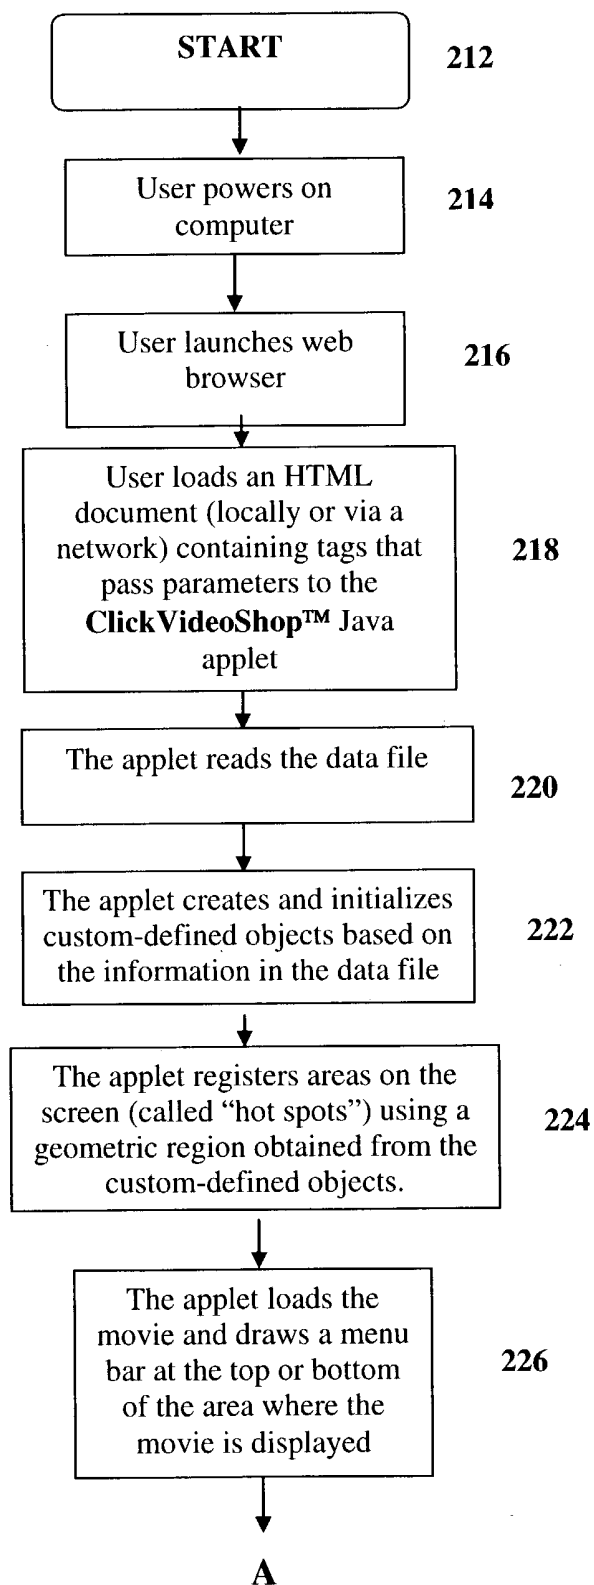 START
212
User powers on
computer
214
User launches web
browser
216
User loads an HTML
document (locally or via a
network) containing tags that
pass parameters to the
ClickVideoShop™ Java
applet
218
The applet reads the data file
220
The applet creates and initializes
custom-defined objects based on
the information in the data file
222
The applet registers areas on the
screen (called “hot spots”) using a
geometric region obtained from the
custom-defined objects.
224
The applet loads the
movie and draws a menu
bar at the top or bottom
of the area where the
movie is displayed
226
A